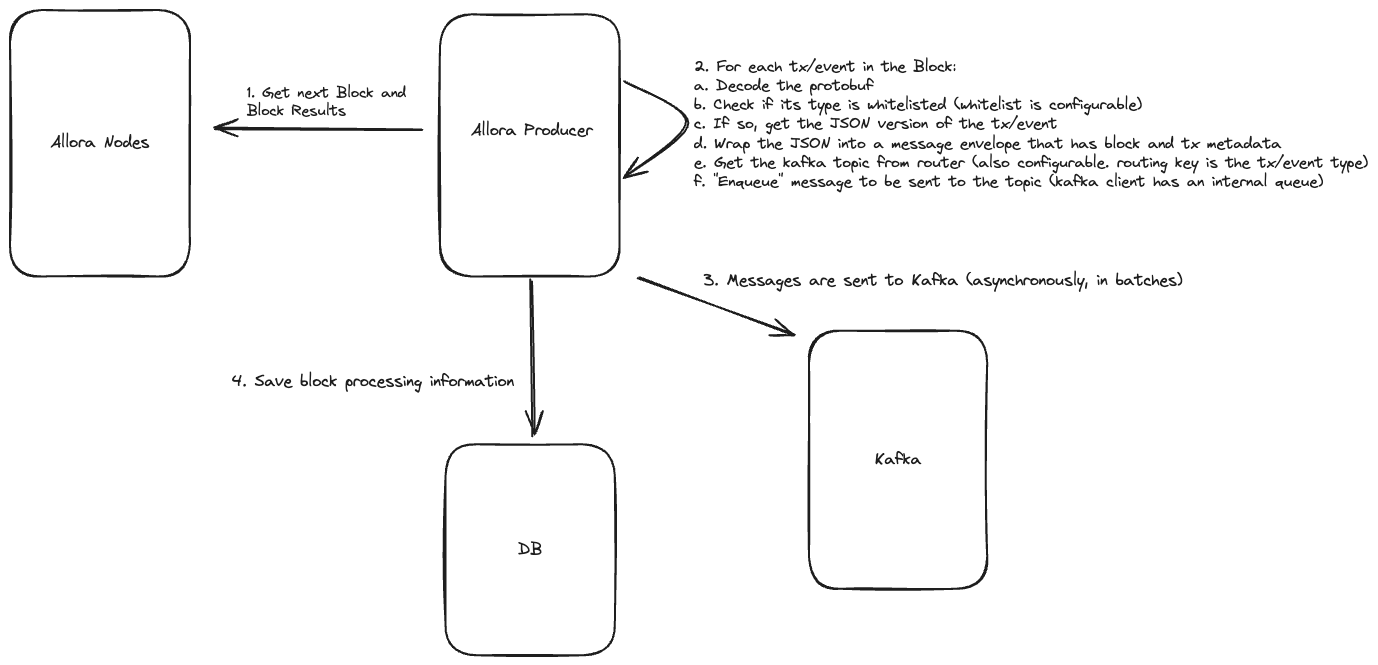 Allora Nodes
1. Get next Block and
Block Results
Allora Producer
2. For each tx/event in the Block:
a. Decode the protobuf
b. Check if its type is whitelisted (whitelist is configurable)
c. If so, get the JSON version of the tx/event
d. Wrap the JSON into a message envelope that has block and tx metadata
e. Get the kafka topic from router (also configurable. routing key is the tx/event type)
f. "Enqueue" message to be sent to the topic (kafka client has an internal queue)
3. Messages are sent to Kafka (asynchronously, in batches)
4. Save block processing information
Kafka
DB